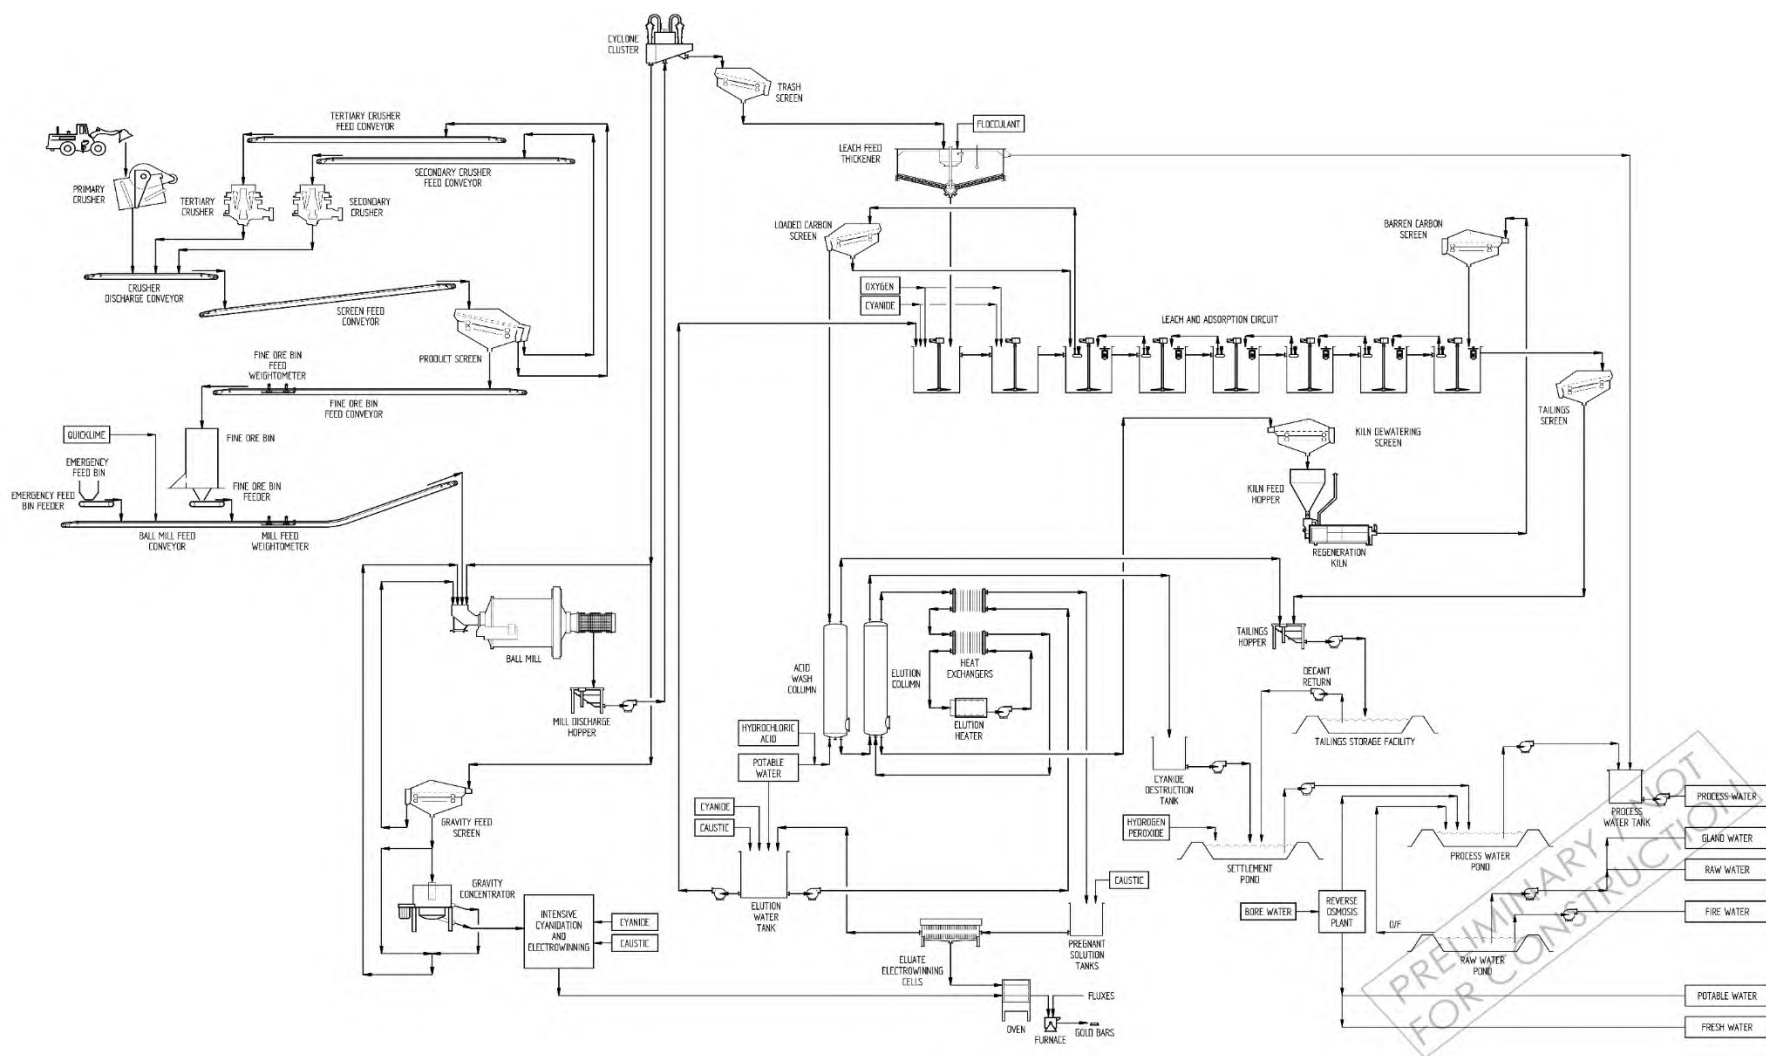 CYCLONE
CLUSTER
TRASH
SCREEN
TERTIARY CRUSHER
FEED CONVEYOR
FLOCCULANT
LEACH FEED
THICKENER
SECONDARY CRUSHER
FEED CONVEYOR
PRIMARY
CRUSHER
TERTIARY
CRUSHER
SECONDARY
CRUSHER
LOADED CARBON
SCREEN
BARREN CARBON
SCREEN
CRUSHER
DISCHARGE CONVEYOR
OXYGEN
CYANIDE
SCREEN FEED
CONVEYOR
LEACH AND ADSORPTION CIRCUIT
PRODUCT SCREEN
FINE ORE BIN
FEED
WEIGHTOMETER
FINE ORE BIN
FEED CONVEYOR
TAILINGS
SCREEN
QUICKLIME
FINE ORE BIN
KILN DEWATERING
SCREEN
EMERGENCY
FEED BIN
EMERGENCY FEED
BIN FEEDER
FINE ORE BIN
FEEDER
KILN FEED
HOPPER
BALL MILL FEED
CONVEYOR
MILL FEED
WEIGHTOMETER
REGENERATION
KILN
BALL MILL
TAILINGS
HOPPER
ACID
WASH
COLUMN
ELUTION
COLUMN
HEAT
EXCHANGERS
DECANT
RETURN
MILL DISCHARGE
HOPPER
ELUTION
HEATER
HYDROCHLORIC
ACID
TAILINGS STORAGE FACILITY
POTABLE
WATER
CYANIDE
DESTRUCTION
TANK
CYANIDE
CAUSTIC
GRAVITY FEED
SCREEN
HYDROGEN
PEROXIDE
PROCESS
WATER TANK
PROCESS WATER
GLAND WATER
SETTLEMENT
POND
PROCESS WATER
POND
RAW WATER
GRAVITY
CONCENTRATOR
CAUSTIC
INTENSIVE
CYANIDATION
AND
ELECTROWINNING
CYANIDE
CAUSTIC
ELUTION
WATER
TANK
BORE WATER
REVERSE
OSMOSIS
PLANT
O/F
FIRE WATER
PREGNANT
SOLUTION
TANKS
RAW WATER
POND
ELUATE
ELECTROWINNING
CELLS
OVEN
FLUXES
FURNACE
GOLD BARS
POTABLE WATER
FRESH WATER
PRELIMINARY / NOT
FOR CONSTRUCTION